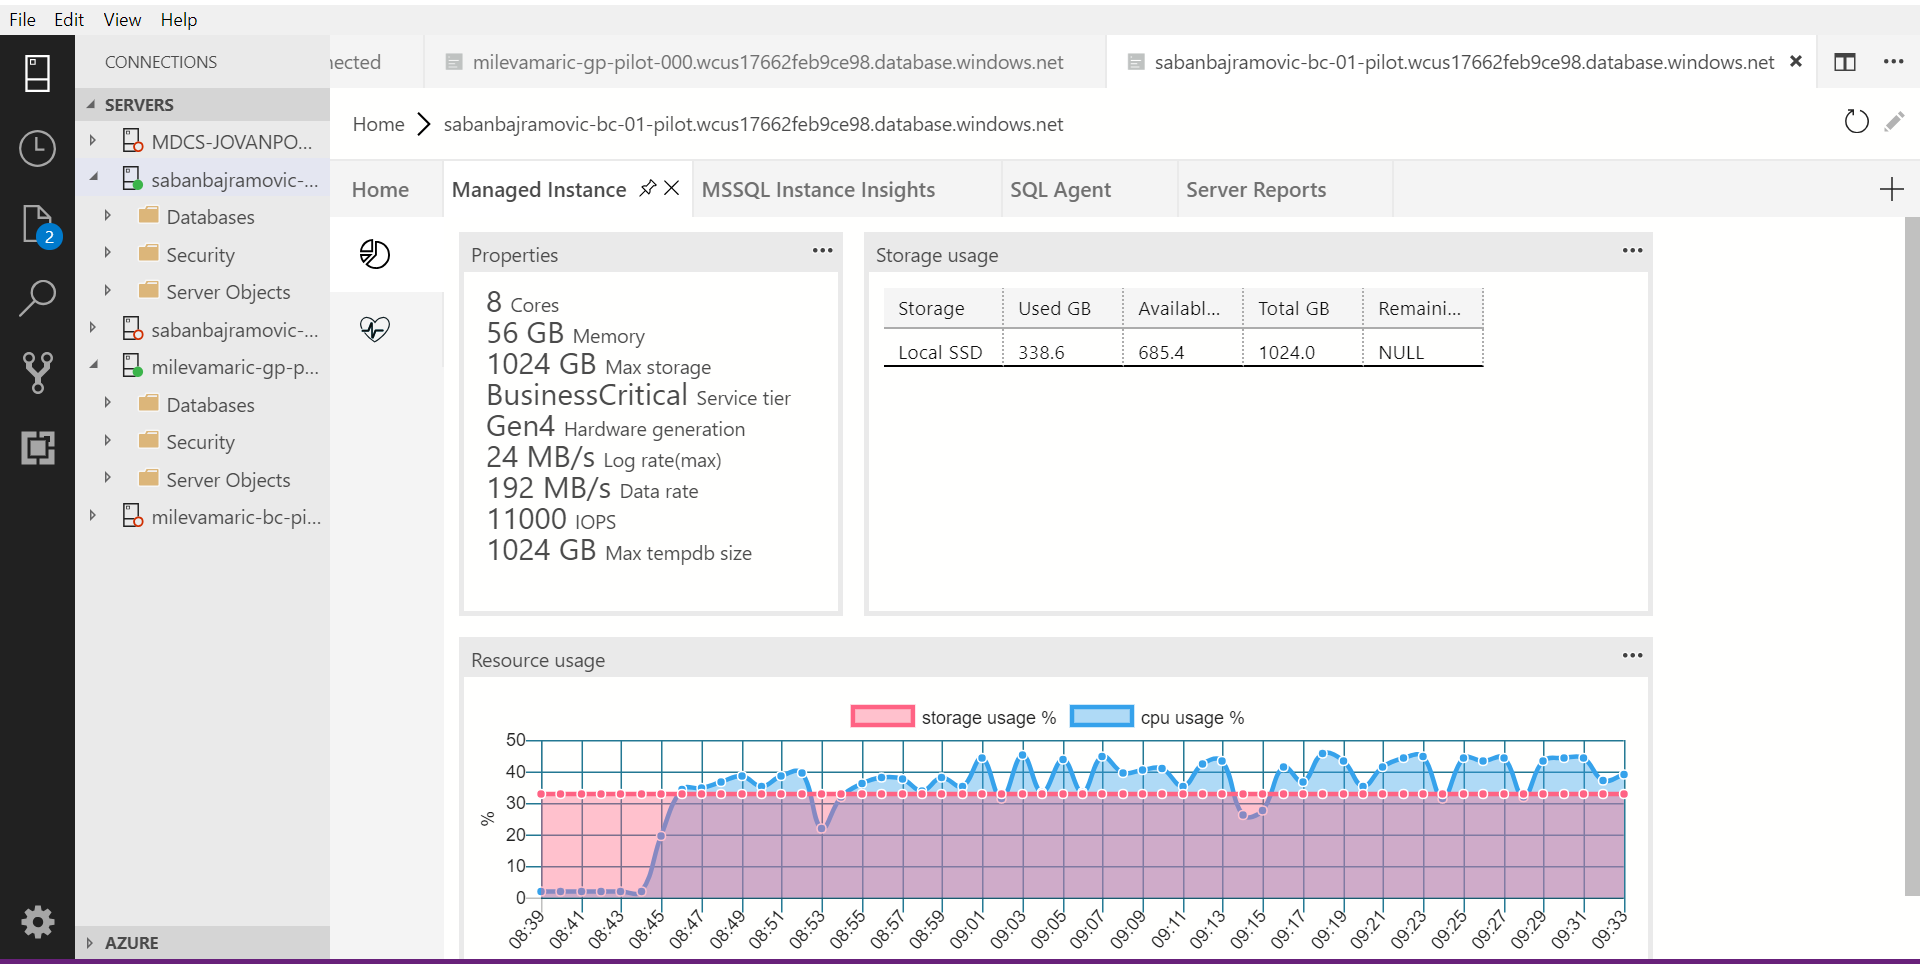 File Edit View Help
CONNECTIONS
SERVERS
MDCS-JOVANPO...
sabanbajramovic-...
Databases
Security
Server Objects
sabanbajramovic-...
milevamaric-gp-p...
Databases
Security
Server Objects
milevamaric-bc-pi...
AZURE
2
nected
milevamaric-gp-pilot-000.wcus17662feb9ce98.database.windows.net
sabanbajramovic-bc-01-pilot.wcus17662feb9ce98.database.windows.net
Home sabanbajramovic-bc-01-pilot.wcus17662feb9ce98.database.windows.net
Home Managed Instance MSSQL Instance Insights SQL Agent Server Reports
Properties
8 Cores
56 GB Memory
1024 GB Max storage
BusinessCritical Service tier
Gen4 Hardware generation
24 MB/s Log rate(max)
192 MB/s Data rate
11000 IOPS
1024 GB Max tempdb size
Storage usage
Storage Used GB Availabl... Total GB Remaini...
Local SSD 338.6 685.4 1024.0 NULL
Resource usage
storage usage % cpu usage %
50
40
30
20
10
0
%
08:39 08:41 08:43 08:45 08:47 08:49 08:51 08:53 08:55 08:57 08:59 09:01 09:03 09:05 09:07 09:09 09:11 09:13 09:15 09:17 09:19 09:21 09:23 09:25 09:27 09:29 09:31 09:33